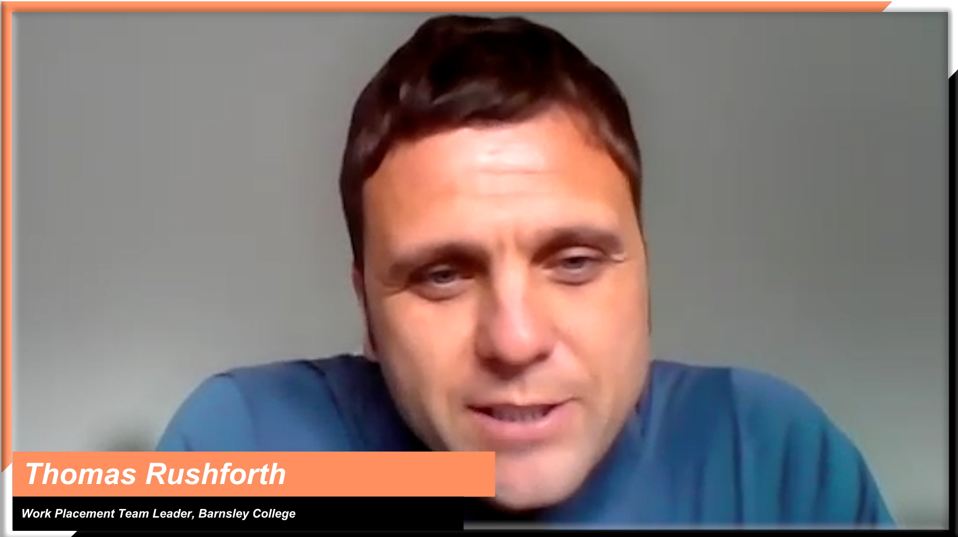 Thomas Rushforth
Work Placement Team Leader, Barnsley College